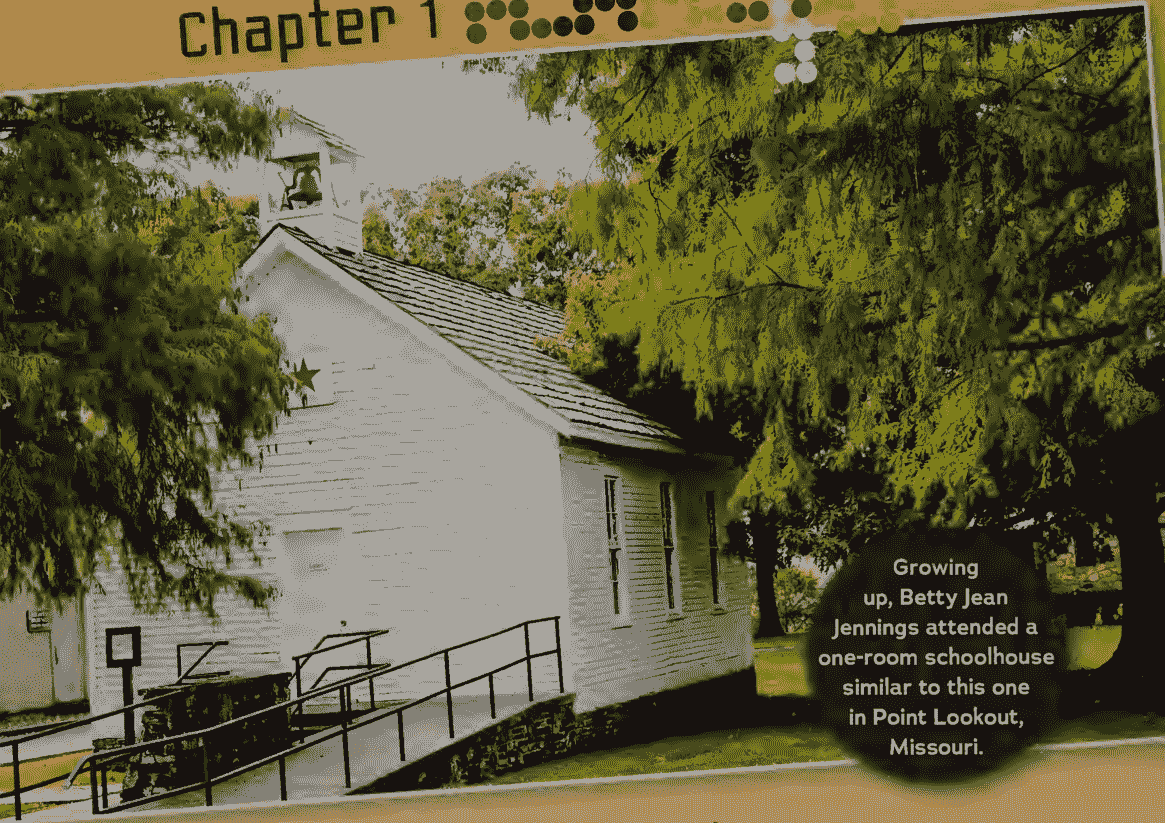 Chapter 1
Growing
up, Betty Jean
Jennings attended a
one-room schoolhouse
similar to this one
in Point Lookout,
Missouri.